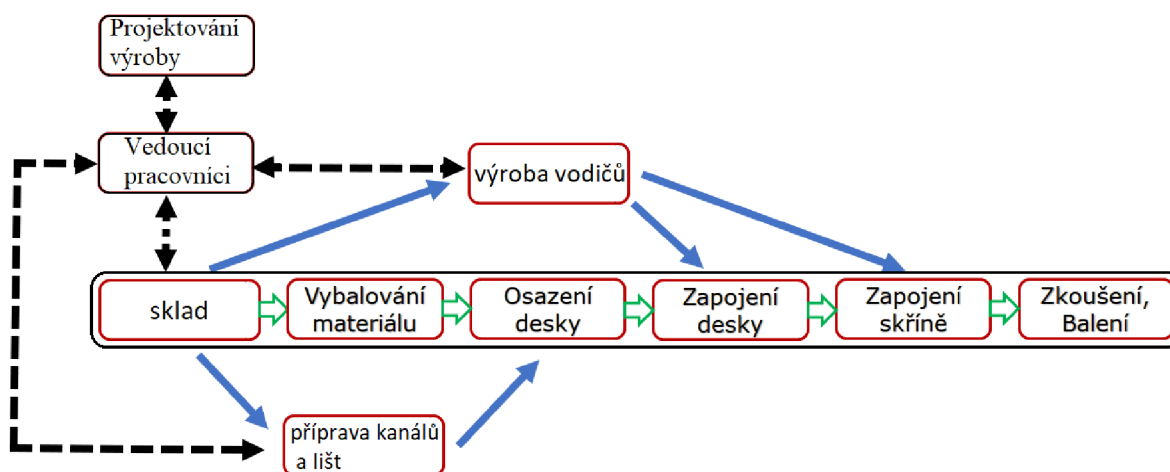 Projektování
výroby
Vedoucí
pracovníci
výroba vodičů
sklad
Vybalování
materiálu
Osazení
desky
Zapojení
desky
Zapojení
skříně
Zkoušení,
Balení
příprava kanálů
a lišt